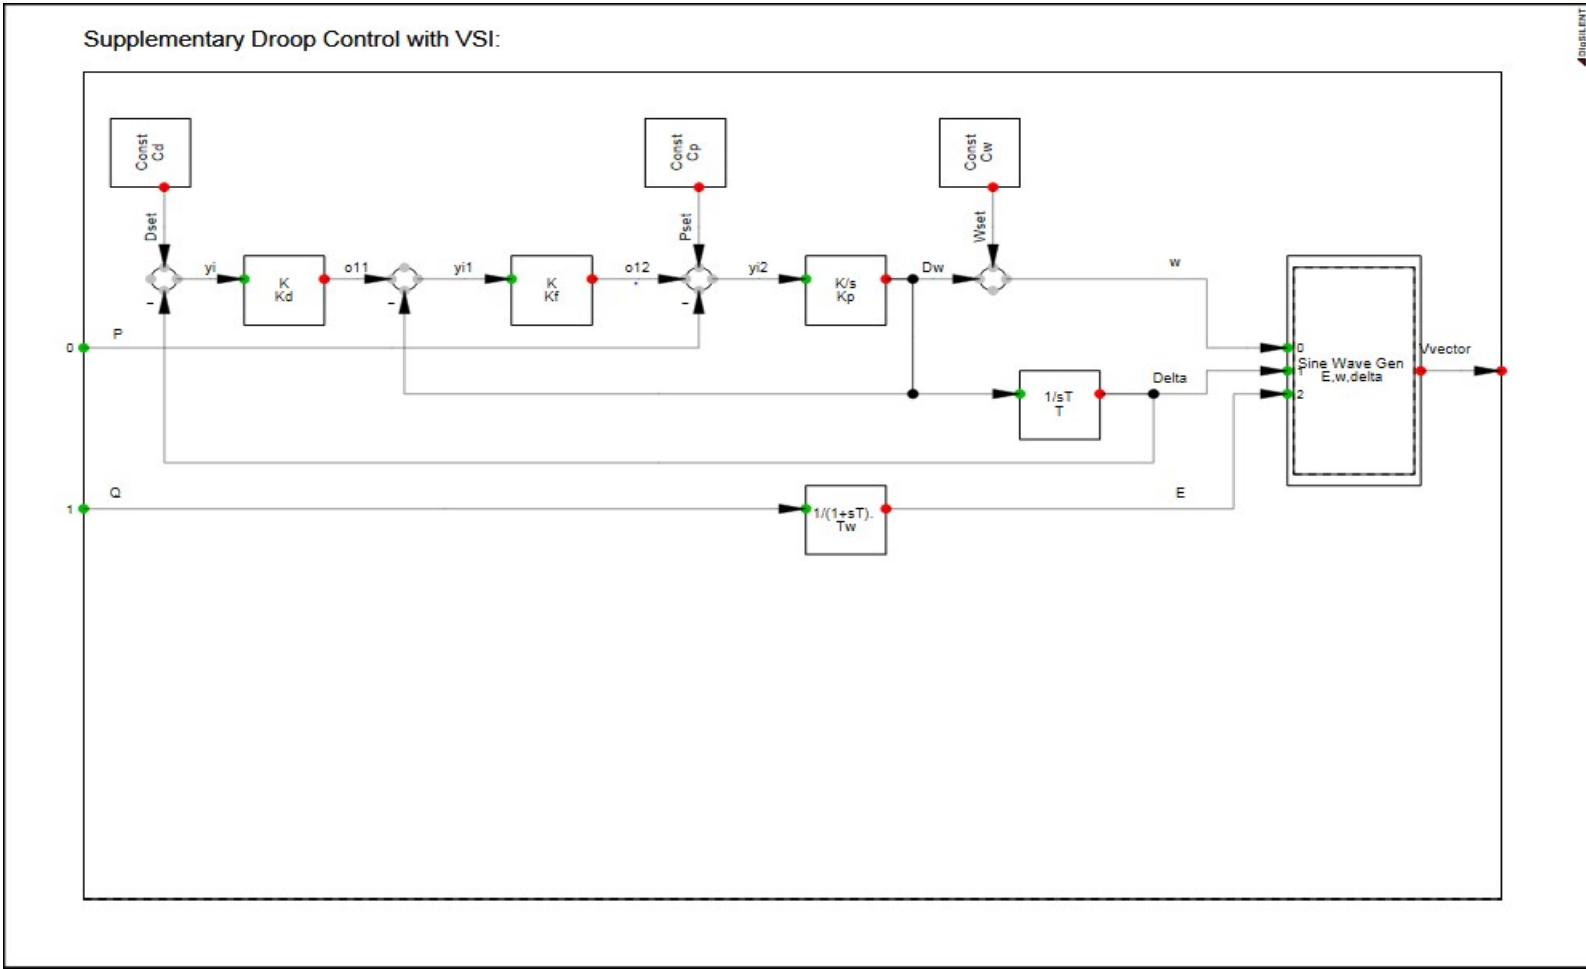 Supplementary Droop Control with VSI:
DIgSILENT
Const
Cd
Const
Cp
Const
Cw
Dset
Pset
Wset
yi
K
Kd
o11
yi1
K
Kf
o12
yi2
K/s
Kp
Dw
w
-
-
-
P
0
0
Sine Wave Gen
E,w,delta
1
2
Vvector
Delta
1/sT
T
Q
1
1/(1+sT).
Tw
E